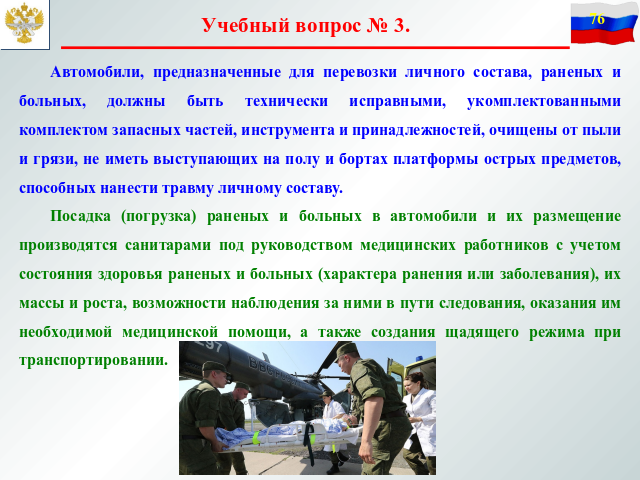 Учебный вопрос № 3.
76
Автомобили, предназначенные для перевозки личного состава, раненых и
больных, должны быть технически исправными, укомплектованными
комплектом запасных частей, инструмента и принадлежностей, очищены от пыли
и грязи, не иметь выступающих на полу и бортах платформы острых предметов,
способных нанести травму личному составу.
Посадка (погрузка) раненых и больных в автомобили и их размещение
производятся санитарами под руководством медицинских работников с учетом
состояния здоровья раненых и больных (характера ранения или заболевания), их
массы и роста, возможности наблюдения за ними в пути следования, оказания им
необходимой медицинской помощи, а также создания щадящего режима при
транспортировании.